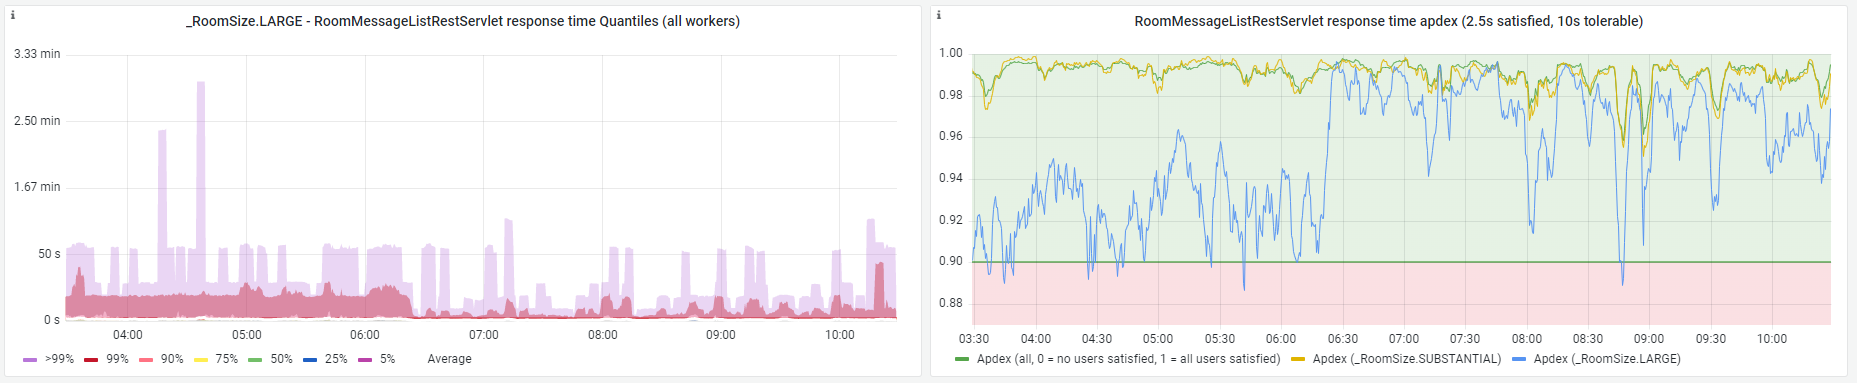 i
_RoomSize.LARGE - RoomMessageListRestServlet response time Quantiles (all workers)
3.33 min
2.50 min
1.67 min
50 s
0 s
04:00 05:00 06:00 07:00 08:00 09:00 10:00
>99% 99% 90% 75% 50% 25% 5% Average
i
RoomMessageListRestServlet response time apdex (2.5s satisfied, 10s tolerable)
1.00
0.98
0.96
0.94
0.92
0.90
0.88
03:30 04:00 04:30 05:00 05:30 06:00 06:30 07:00 07:30 08:00 08:30 09:00 09:30 10:00
Apdex (all, 0 = no users satisfied, 1 = all users satisfied) Apdex (_RoomSize.SUBSTANTIAL) Apdex (_RoomSize.LARGE)